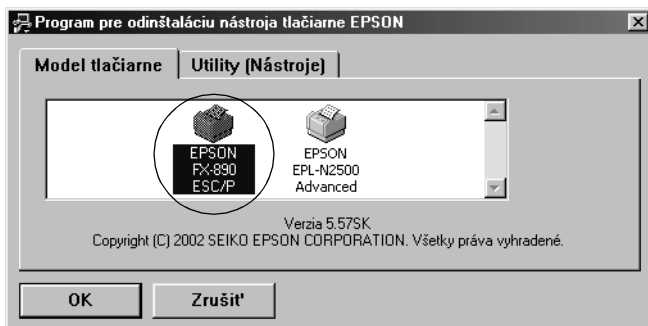 Program pre odinštaláciu nástroja tlačiarne EPSON
Model tlačiarne
Utility (Nástroje)
EPSON
FX-890
ESC/P
EPSON
EPL-N2500
Advanced
Verzia 5.57SK
Copyright (C) 2002 SEIKO EPSON CORPORATION. Všetky práva vyhradené.
OK
Zrušiť